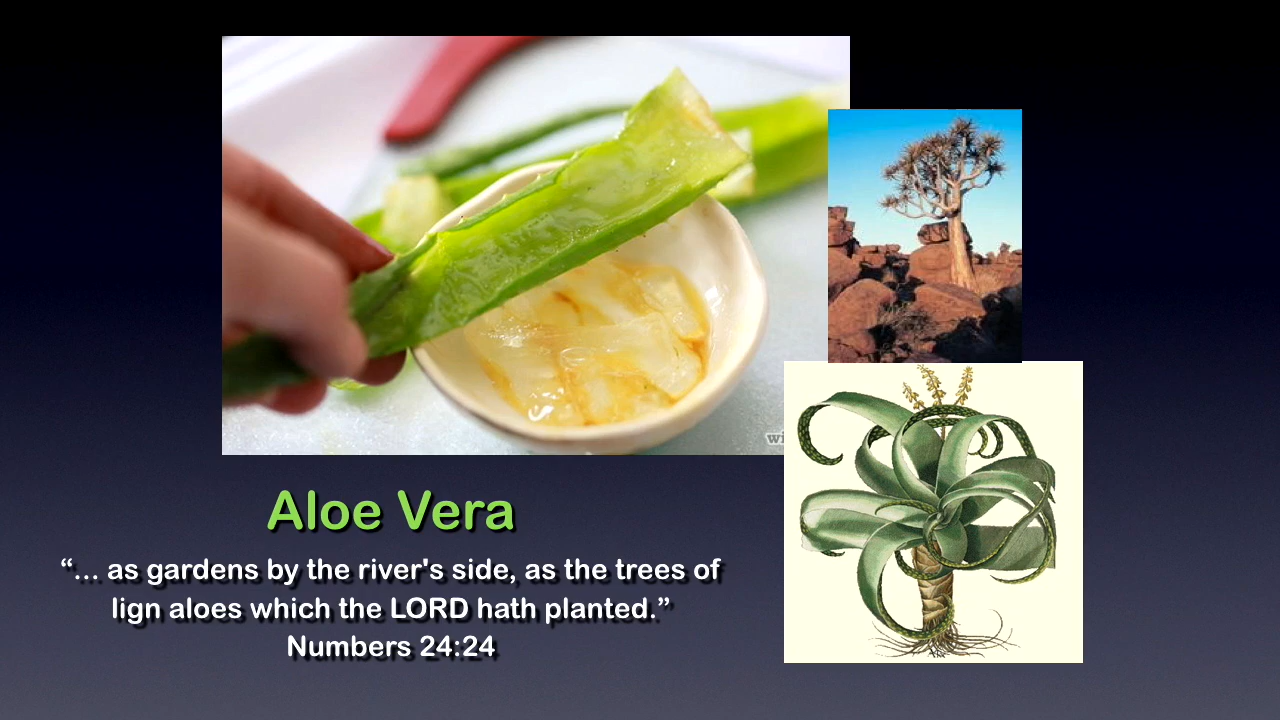 Aloe Vera
“... as gardens by the river's side, as the trees of
lign aloes which the LORD hath planted.”
Numbers 24:24